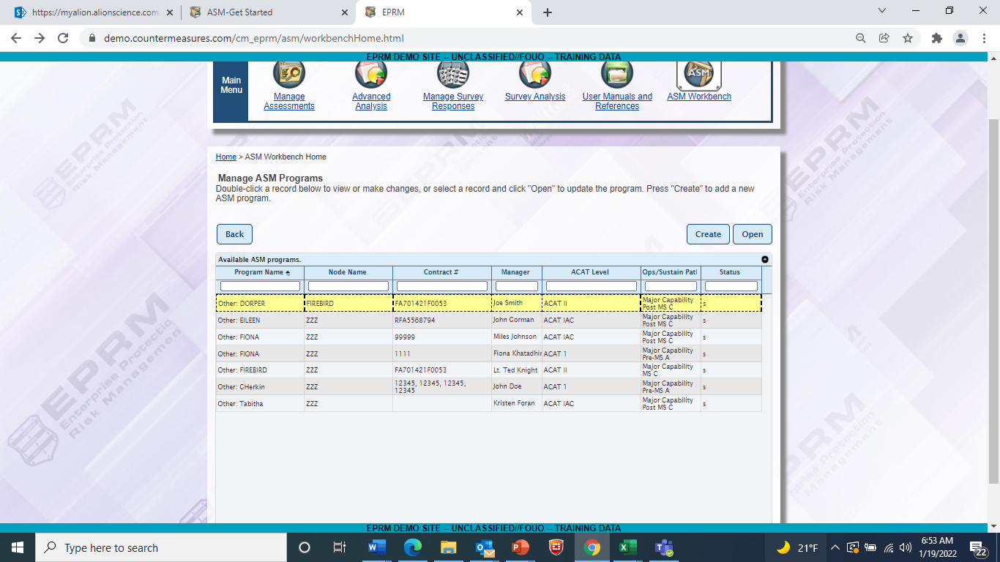 https://myalion.alionscience.com
ASM-Get Started
EPRM
demo.countermeasures.com/cm_eprm/asm/workbenchHome.html
EPRM DEMO SITE -- UNCLASSIFIED//FOUO -- TRAINING DATA
Main
Menu
Manage
Assessments
Advanced
Analysis
Manage Survey
Responses
Survey Analysis
User Manuals and
References
ASM
ASM Workbench
Home > ASM Workbench Home
Manage ASM Programs
Double-click a record below to view or make changes, or select a record and click "Open" to update the program. Press "Create" to add a new
ASM program.
Back
Create
Open
Available ASM programs.
Program Name
Node Name
Contract #
Manager
ACAT Level
Ops/Sustain Patl
Status
Other: DORPER FIREBIRD FA701421F0053 Joe Smith ACAT II Major Capability
Post MS C s
Other: EILEEN ZZZ RFA5568794 John Gorman ACAT IAC Major Capability
Post MS C s
Other: FIONA ZZZ 99999 Miles Johnson ACAT IAC Major Capability
Post MS C s
Other: FIONA ZZZ 1111 Fiona Khatadhir ACAT 1 Major Capability
Pre-MS A s
Other: FIREBIRD ZZZ FA701421F0053 Lt. Ted Knight ACAT II Major Capability
MS C s
Other: GHerkin ZZZ 12345, 12345, 12345,
12345 John Doe ACAT 1 Major Capability
Pre-MS A s
Other: Tabitha ZZZ Kristen Foran ACAT IAC Major Capability
Post MS C s
EPRM
Enterprise Protection
Risk Management
EPRM DEMO SITE -- UNCLASSIFIED//FOUO -- TRAINING DATA
Type here to search
21°F
6:53 AM
1/19/2022
22